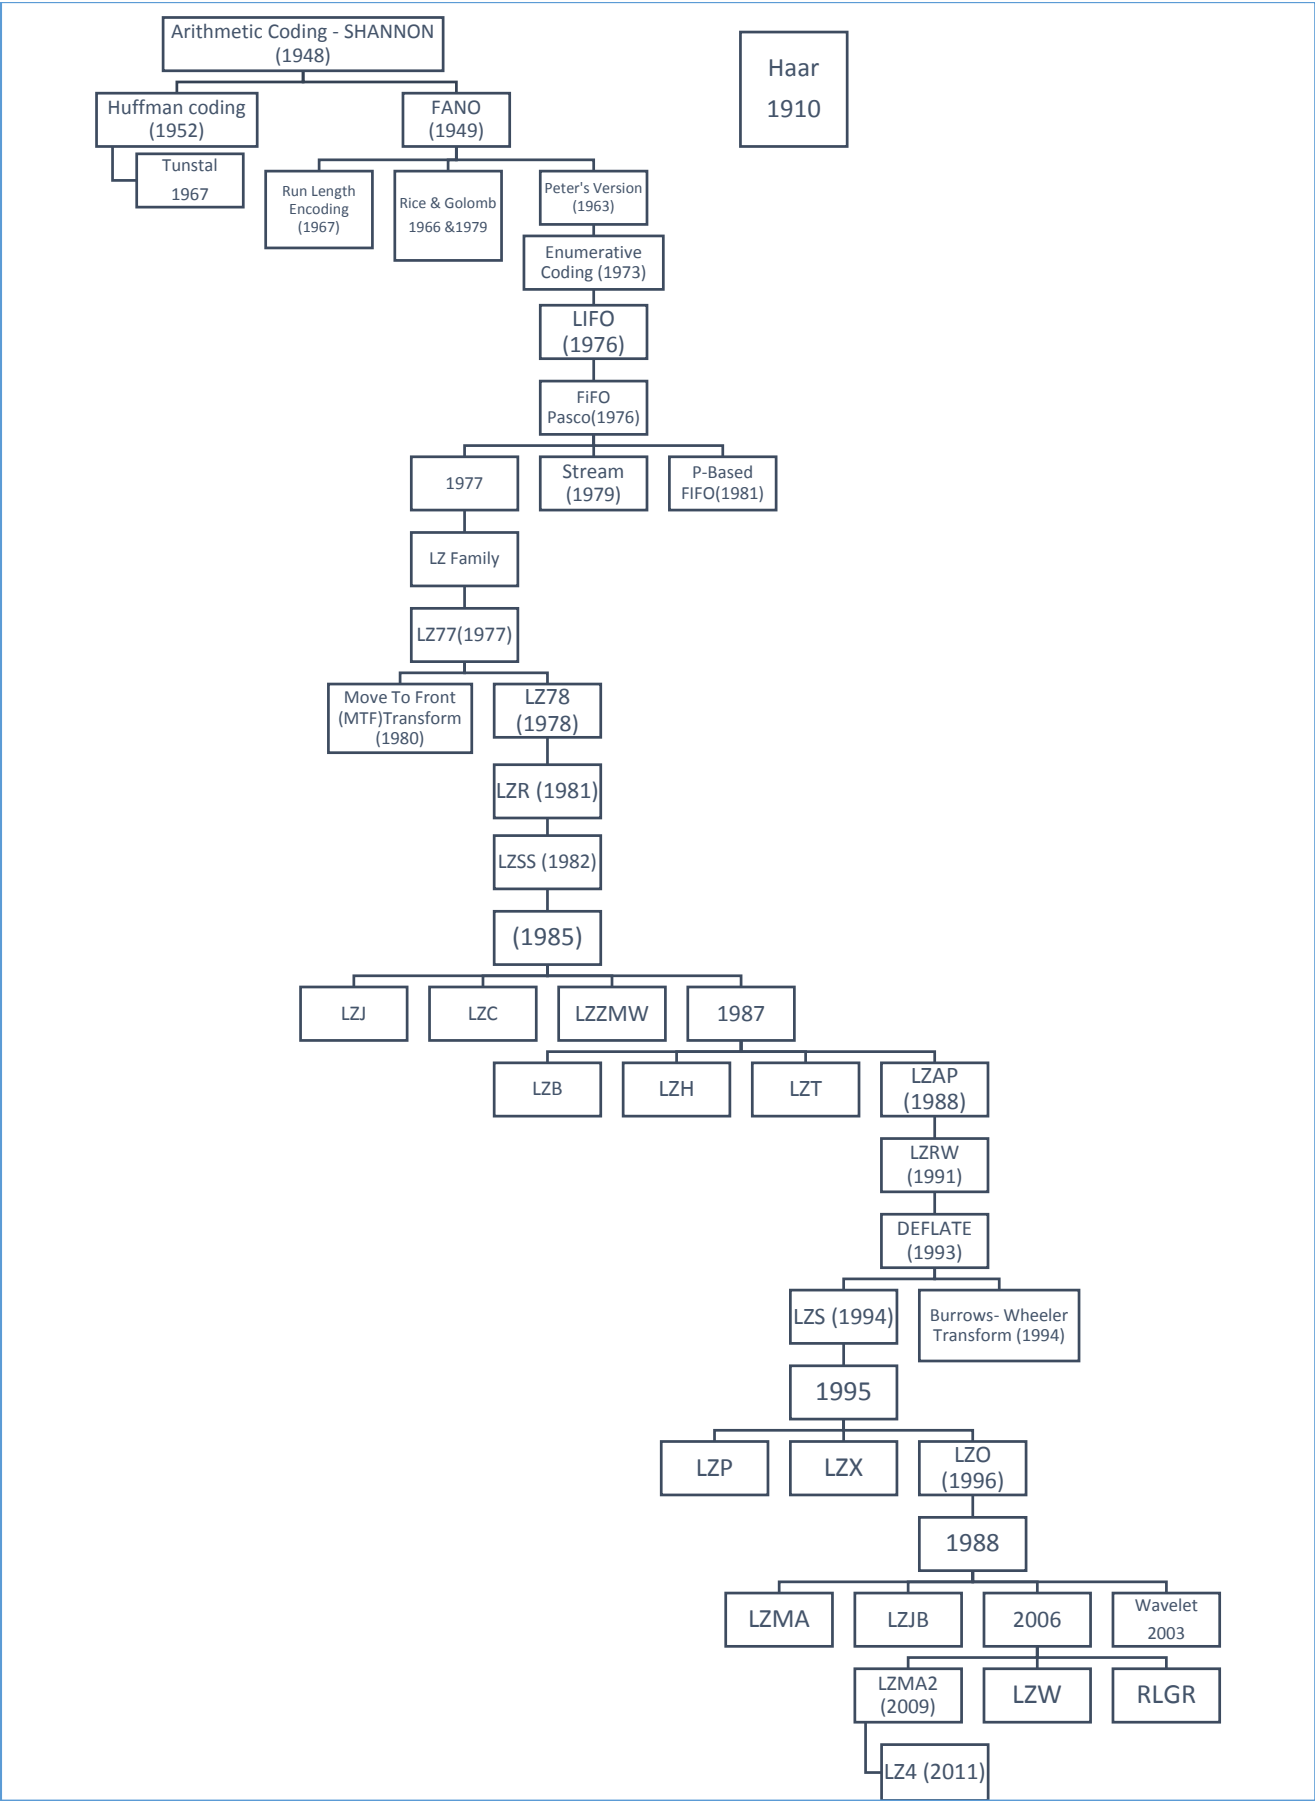 Arithmetic Coding - SHANNON
(1948)
Haar
1910
Huffman coding
(1952)
FANO
(1949)
Tunstal
1967
Run Length
Encoding
(1967)
Rice & Golomb
1966 &1979
Peter's Version
(1963)
Enumerative
Coding (1973)
LIFO
(1976)
FiFO
Pasco(1976)
1977
Stream
(1979)
P-Based
FIFO(1981)
LZ Family
LZ77(1977)
Move To Front
(MTF)Transform
(1980)
LZ78
(1978)
LZR (1981)
LZSS (1982)
(1985)
LZJ
LZC
LZZMW
1987
LZB
LZH
LZT
LZAP
(1988)
LZRW
(1991)
DEFLATE
(1993)
LZS (1994)
Burrows- Wheeler
Transform (1994)
1995
LZP
LZX
LZO
(1996)
1988
LZMA
LZJB
2006
Wavelet
2003
LZMA2
(2009)
LZW
RLGR
LZ4 (2011)